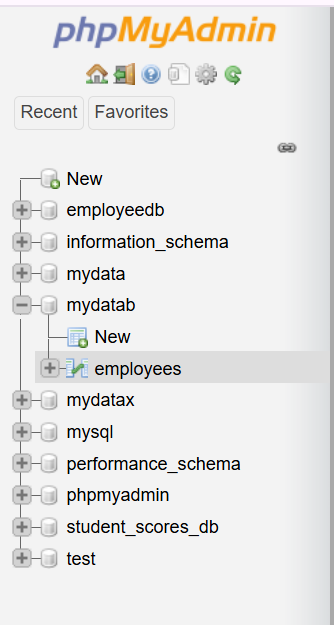 phpMyAdmin
Recent Favorites
New
employeedb
information_schema
mydata
mydatab
New
employees
mydatax
mysql
performance_schema
phpmyadmin
student_scores_db
test